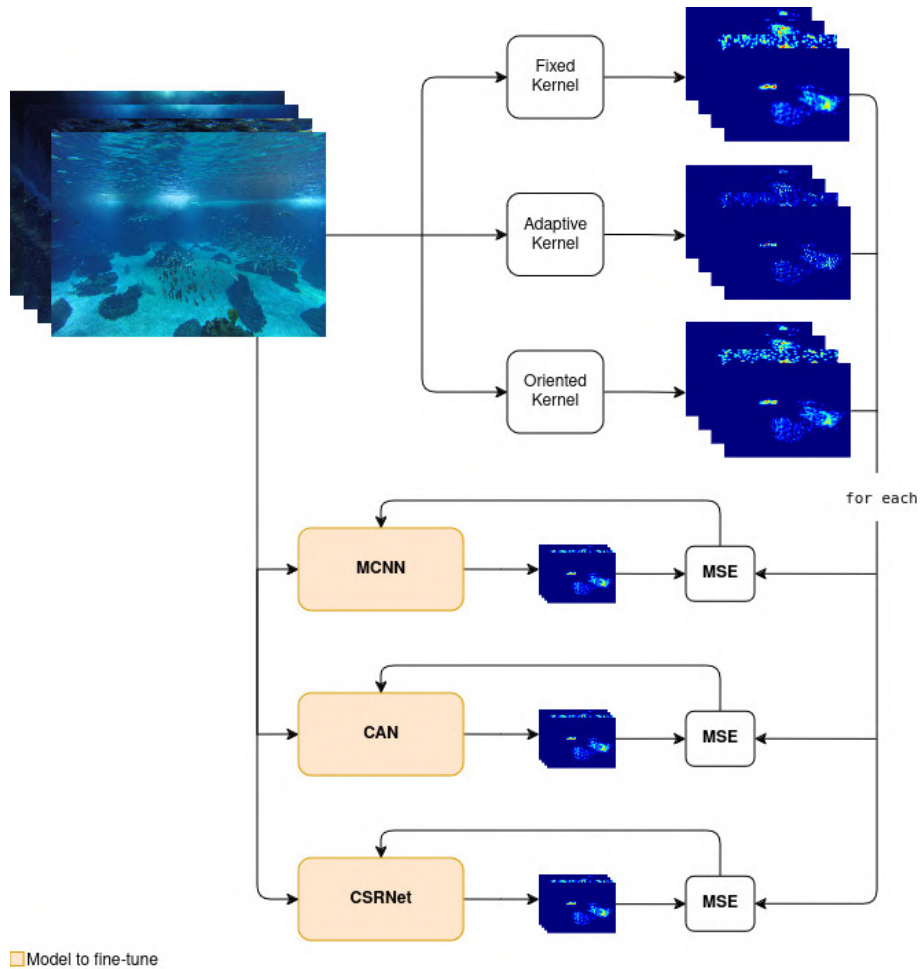 Fixed
Kernel
Adaptive
Kernel
Oriented
Kernel
for each
MCNN
MSE
CAN
MSE
CSRNet
MSE
Model to fine-tune